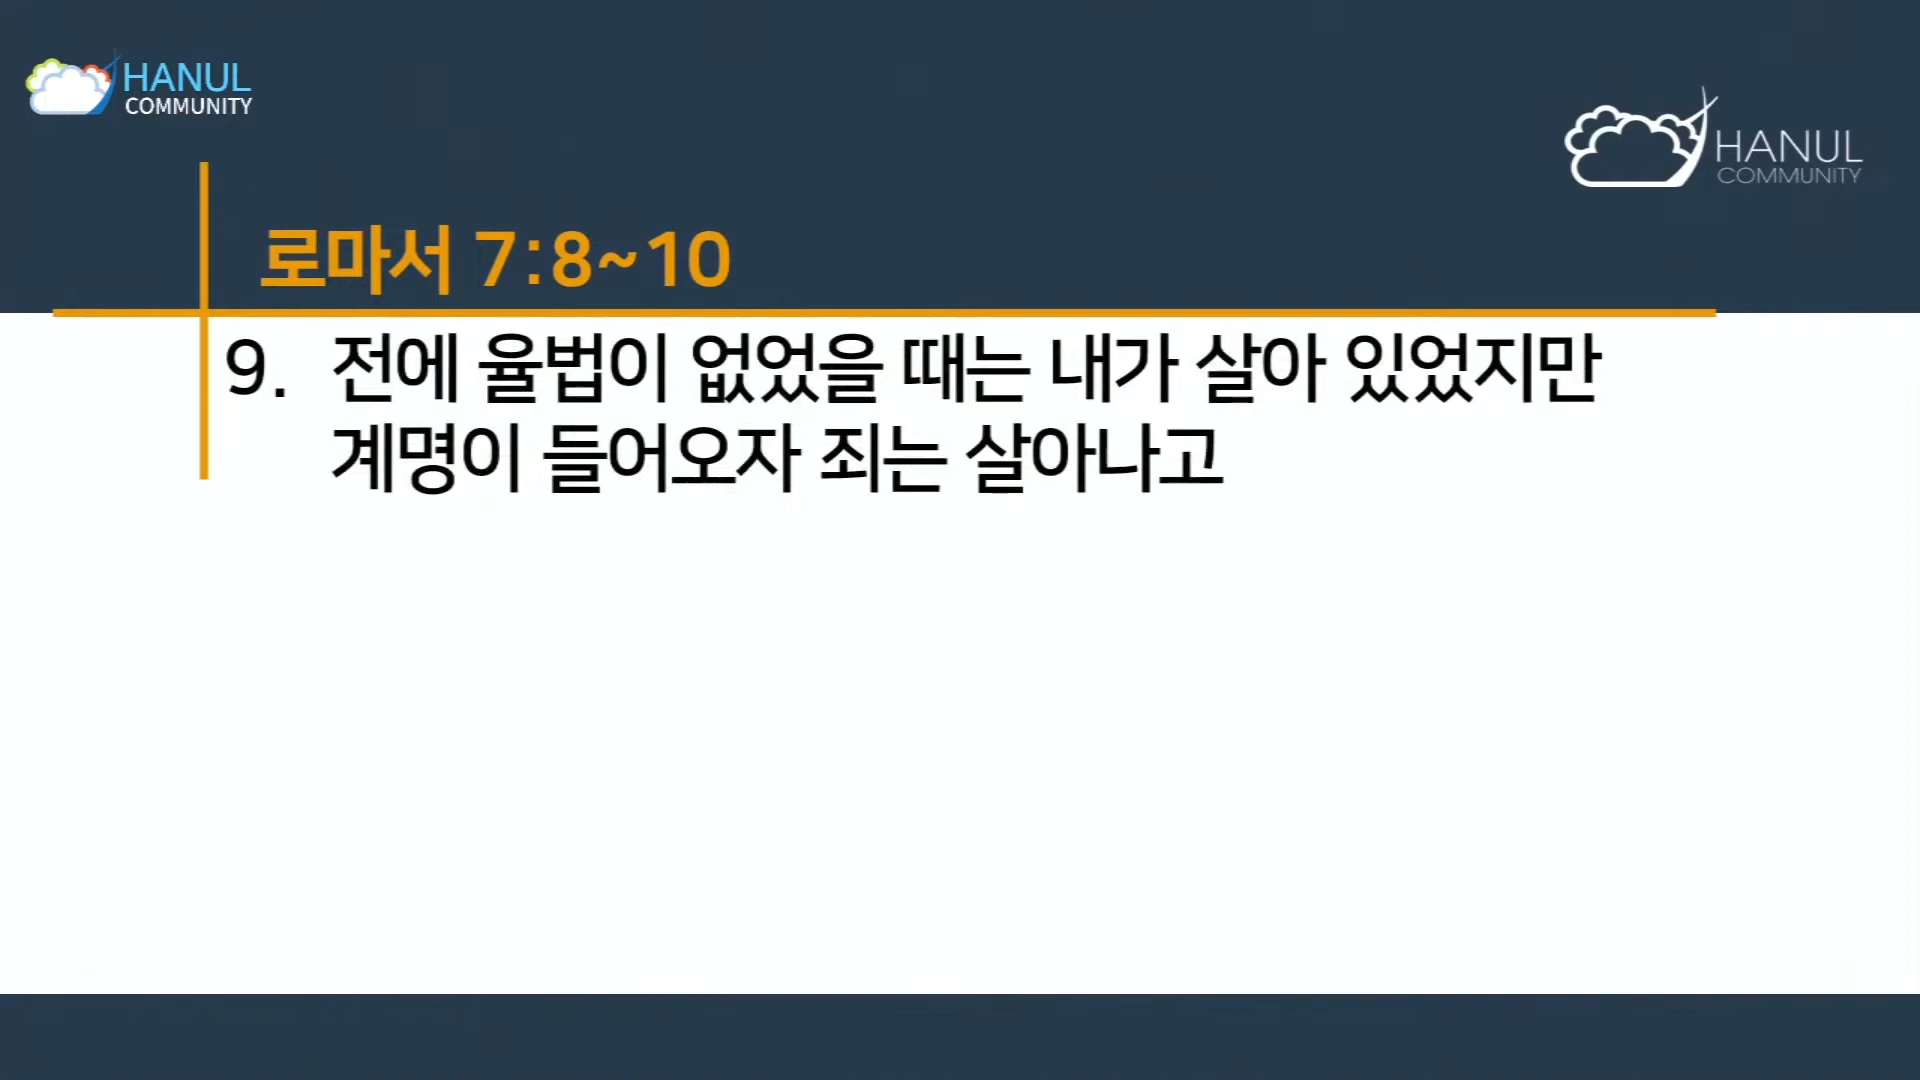 HANUL
COMMUNITY
HANUL
COMMUNITY
로마서 7:8~10
9. 전에 율법이 없었을 때는 내가 살아 있었지만
계명이 들어오자 죄는 살아나고